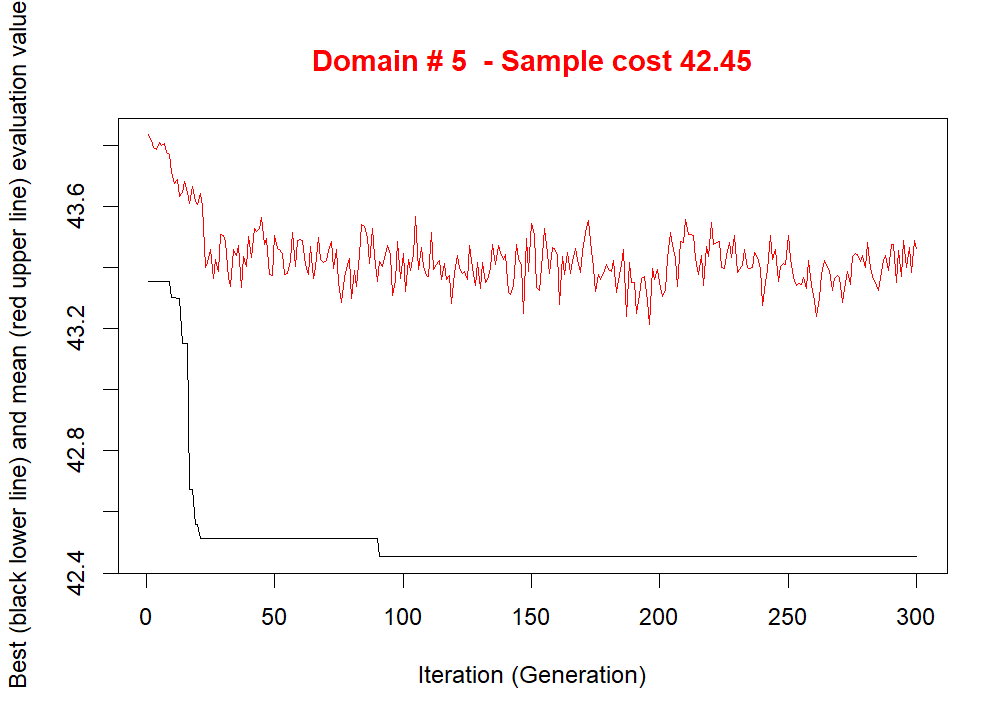 Domain # 5  - Sample cost 42.45
Best (black lower line) and mean (red upper line) evaluation value
43.6
43.2
42.8
42.4
0 50 100 150 200 250 300
Iteration (Generation)